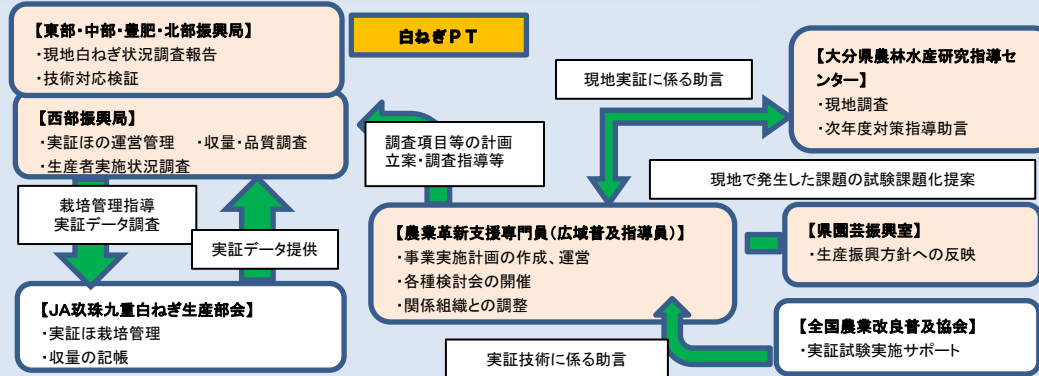 【東部・中部・豊肥・北部振興局】
・現地白ねぎ状況調査報告
・技術対応検証
白ねぎPT
【西部振興局】
・実証ほの運営管理　・収量・品質調査
・生産者実施状況調査
栽培管理指導
実証データ調査
実証データ提供
【JA玖珠九重白ねぎ生産部会】
・実証ほ栽培管理
・収量の記帳
調査項目等の計画
立案・調査指導等
現地実証に係る助言
【大分県農林水産研究指導セ
ンター】
・現地調査
・次年度対策指導助言
現地で発生した課題の試験課題化提案
【農業革新支援専門員(広域普及指導員)】
・事業実施計画の作成、運営
・各種検討会の開催
・関係組織との調整
【県園芸振興室】
・生産振興方針への反映
【全国農業改良普及協会】
・実証試験実施サポート
実証技術に係る助言